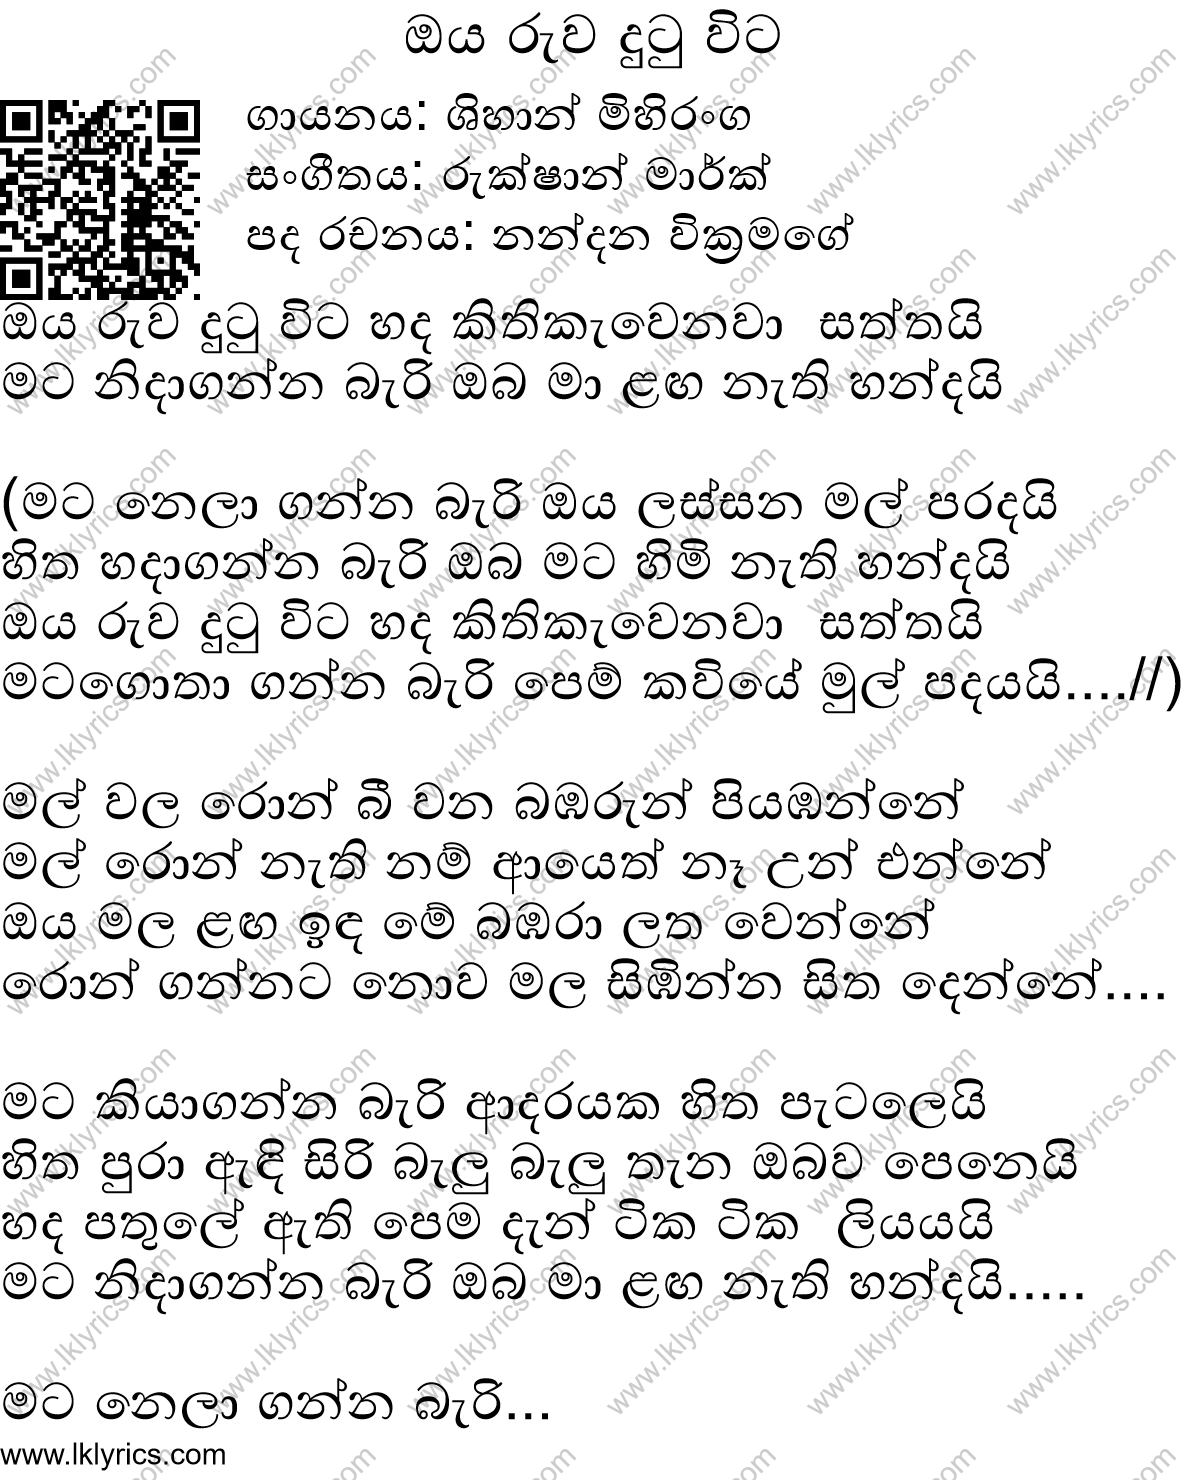 ඔය රුව දුටු විට
ගායනය: ශිහාන් මිහිරංග
සංගීතය: රුක්ෂාන් මාර්ක්
පද රචනය: නන්දන වික්‍රමගේ
ඔය රුව දුටු විට හද කිතිකැවෙනවා  සත්තයි
මට නිදාගන්න බැරි ඔබ මා ළඟ නැති හන්දයි

(මට නෙලා ගන්න බැරි ඔය ලස්සන මල් පරදයි
හිත හදාගන්න බැරි ඔබ මට හිමි නැති හන්දයි
ඔය රුව දුටු විට හද කිතිකැවෙනවා  සත්තයි
මටගොතා ගන්න බැරි පෙම් කවියේ මුල් පදයයි....//)

මල් වල රොන් බී වන බඹරුන් පියඹන්නේ
මල් රොන් නැති නම් ආයෙත් නෑ උන් එන්නේ
ඔය මල ළඟ ඉඳ මේ බඹරා ලත වෙන්නේ
රොන් ගන්නට නොව මල සිඹින්න සිත දෙන්නේ....

මට කියාගන්න බැරි ආදරයක හිත පැටලෙයි
හිත පුරා ඇඳි සිරි බැලු බැලු තැන ඔබව පෙනෙයි
හද පතුලේ ඇති පෙම දැන් ටික ටික  ලියයයි
මට නිදාගන්න බැරි ඔබ මා ළඟ නැති හන්දයි.....

මට නෙලා ගන්න බැරි...
www.lklyrics.com